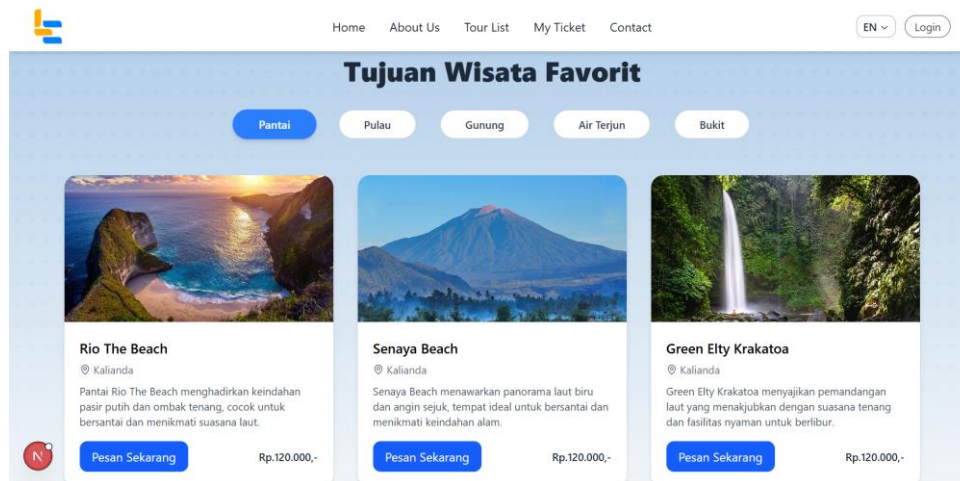 Home About Us Tour List My Ticket Contact EN Login
Tujuan Wisata Favorit
Pantai Pulau Gunung Air Terjun Bukit
Rio The Beach
Kalianda
Pantai Rio The Beach menghadirkan keindahan
pasir putih dan ombak tenang, cocok untuk
bersantai dan menikmati suasana laut.
Pesan Sekarang Rp.120.000,-
Senaya Beach
Kalianda
Senaya Beach menawarkan panorama laut biru
dan angin sejuk, tempat ideal untuk bersantai dan
menikmati keindahan alam.
Pesan Sekarang Rp.120.000,-
Green Elty Krakatoa
Kalianda
Green Elty Krakatoa menyajikan pemandangan
laut yang menakjubkan dengan suasana tenang
dan fasilitas nyaman untuk berlibur.
Pesan Sekarang Rp.120.000,-
N